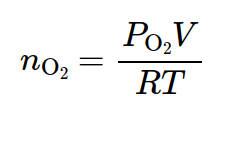 n_{O_2} = \frac{P_{O_2} V}{RT}